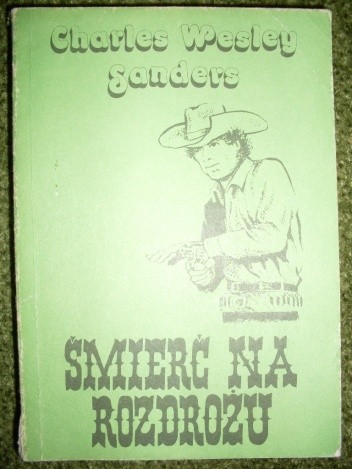 Charles Wesley
Sanders
ŚMIERĆ NA
ROZDROŻU